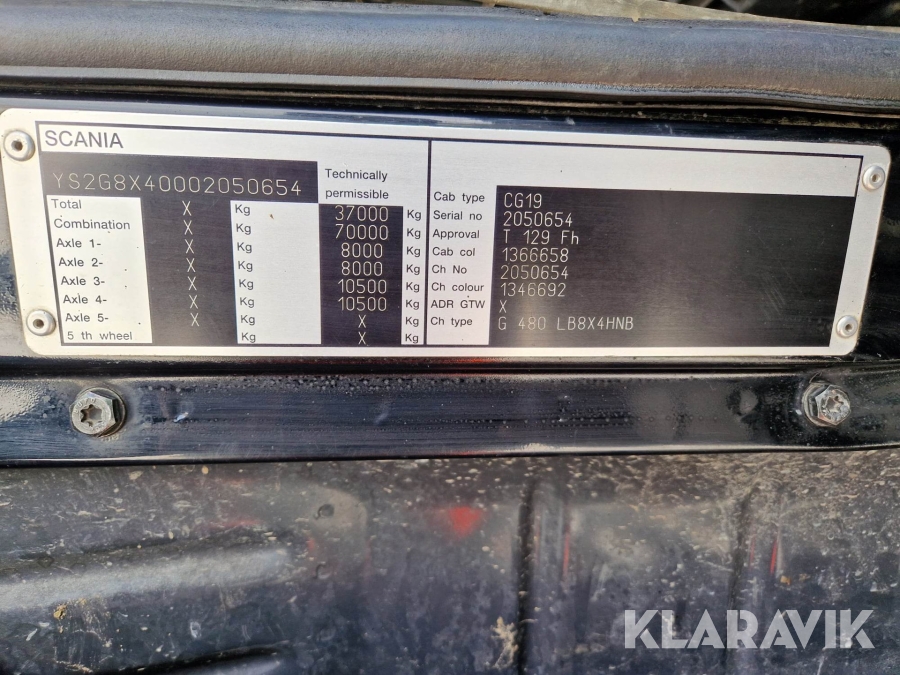 SCANIA
YS2G8X40002050654
Technically
permissible
Total X Kg 37000 Kg
Combination X Kg 70000 Kg
Axle 1- X Kg 8000 Kg
Axle 2- X Kg 8000 Kg
Axle 3- X Kg 10500 Kg
Axle 4- X Kg 10500 Kg
Axle 5- X Kg X Kg
5 th wheel Kg X Kg
Cab type CG19
Serial no 2050654
Approval T 129 Fh
Cab col 1366658
Ch No 2050654
Ch colour 1346692
ADR GTW X
Ch type G 480 LB8X4HNB
KLARAVIK